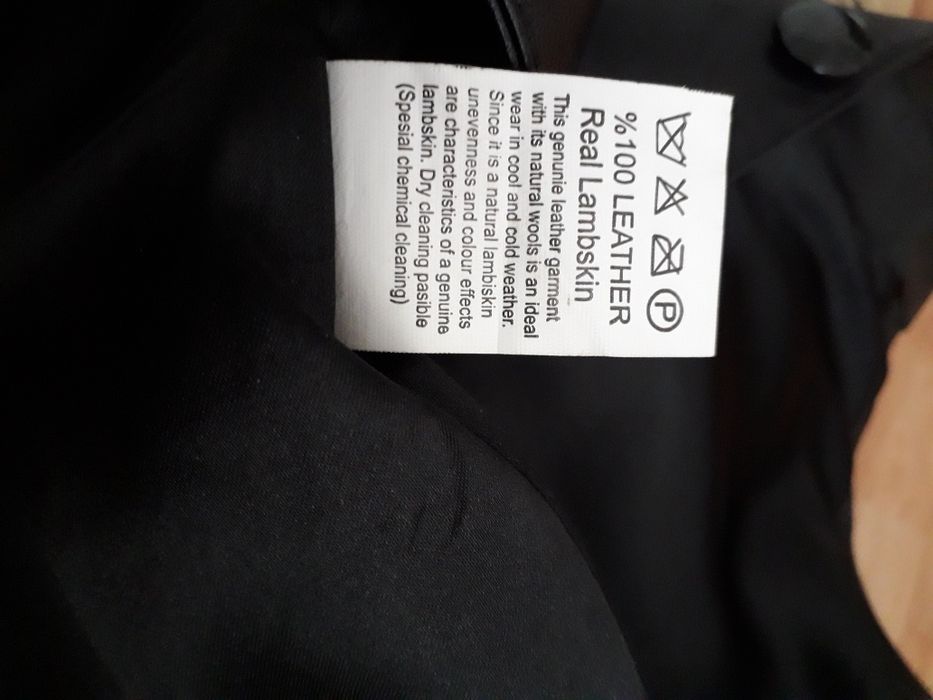 P
%100 LEATHER
Real Lambskin
This genunie leather garment
with its natural wools is an ideal
wear in cool and cold weather.
Since it is a natural lambiskin
unevenness and colour effects
are characteristics of a genuine
lambskin. Dry cleaning pasible
(Spesial chemical cleaning)